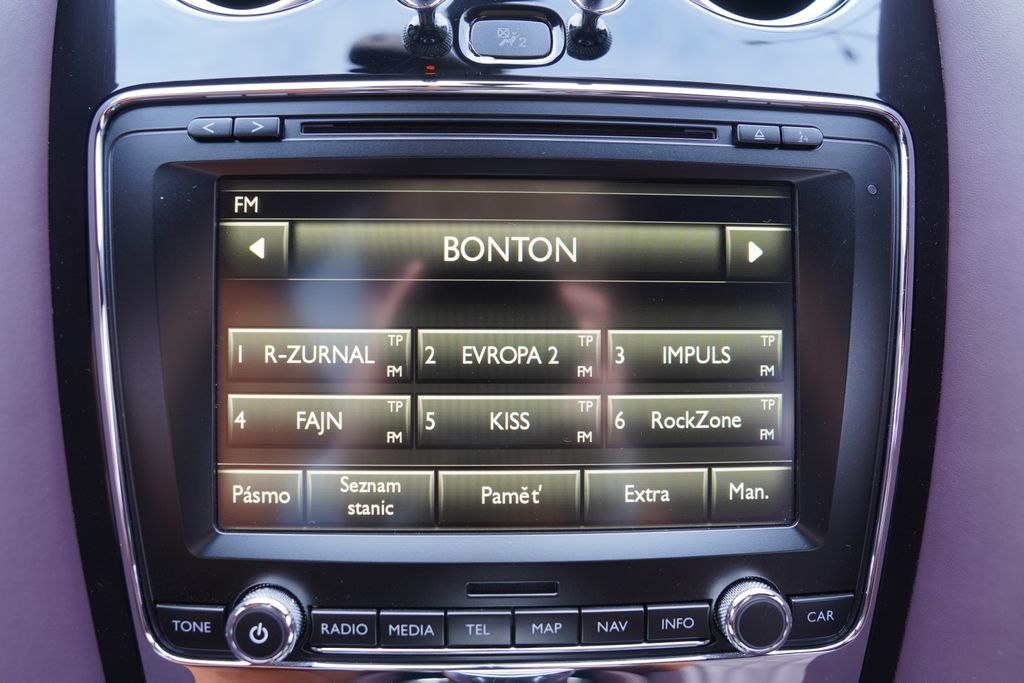 2
< >
FM
BONTON
1 R-ZURNAL TP FM
2 EVROPA 2 TP FM
3 IMPULS TP FM
4 FAJN TP FM
5 KISS TP FM
6 RockZone TP FM
Pásmo
Seznam
stanic
Paměť
Extra
Man.
TONE RADIO MEDIA TEL MAP NAV INFO CAR